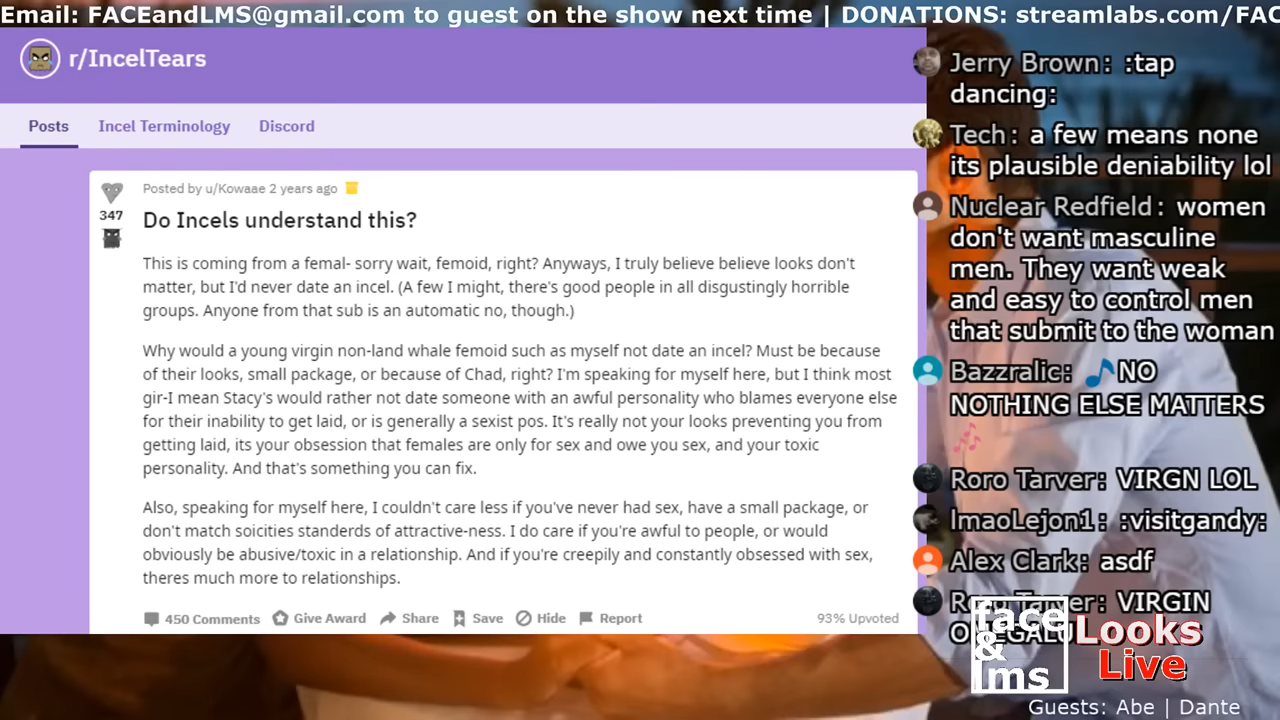 Email: FACEandLMS@gmail.com to guest on the show next time | DONATIONS: streamlabs.com/FAC
r/IncelTears
Posts Incel Terminology Discord
Posted by u/Kowaae 2 years ago
347
Do Incels understand this?
This is coming from a femal- sorry wait, femoid, right? Anyways, I truly believe believe looks don't
matter, but I'd never date an incel. (A few I might, there's good people in all disgustingly horrible
groups. Anyone from that sub is an automatic no, though.)
Why would a young virgin non-land whale femoid such as myself not date an incel? Must be because
of their looks, small package, or because of Chad, right? I'm speaking for myself here, but I think most
gir-I mean Stacy's would rather not date someone with an awful personality who blames everyone else
for their inability to get laid, or is generally a sexist pos. It's really not your looks preventing you from
getting laid, its your obsession that females are only for sex and owe you sex, and your toxic
personality. And that's something you can fix.
Also, speaking for myself here, I couldn't care less if you've never had sex, have a small package, or
don't match soicities standerds of attractive-ness. I do care if you're awful to people, or would
obviously be abusive/toxic in a relationship. And if you're creepily and constantly obsessed with sex,
theres much more to relationships.
450 Comments Give Award Share Save Hide Report 93% Upvoted
Jerry Brown: :tap
dancing:
Tech: a few means none
its plausible deniability lol
Nuclear Redfield: women
don't want masculine
men. They want weak
and easy to control men
that submit to the woman
Bazzralic: 🎵NO
NOTHING ELSE MATTERS
🎶
Roro Tarver: VIRGN LOL
lmaoLejon1: :visitgandy:
Alex Clark: asdf
Roro Tarver: VIRGIN
face
&
lms
Looks
Live
Guests: Abe | Dante